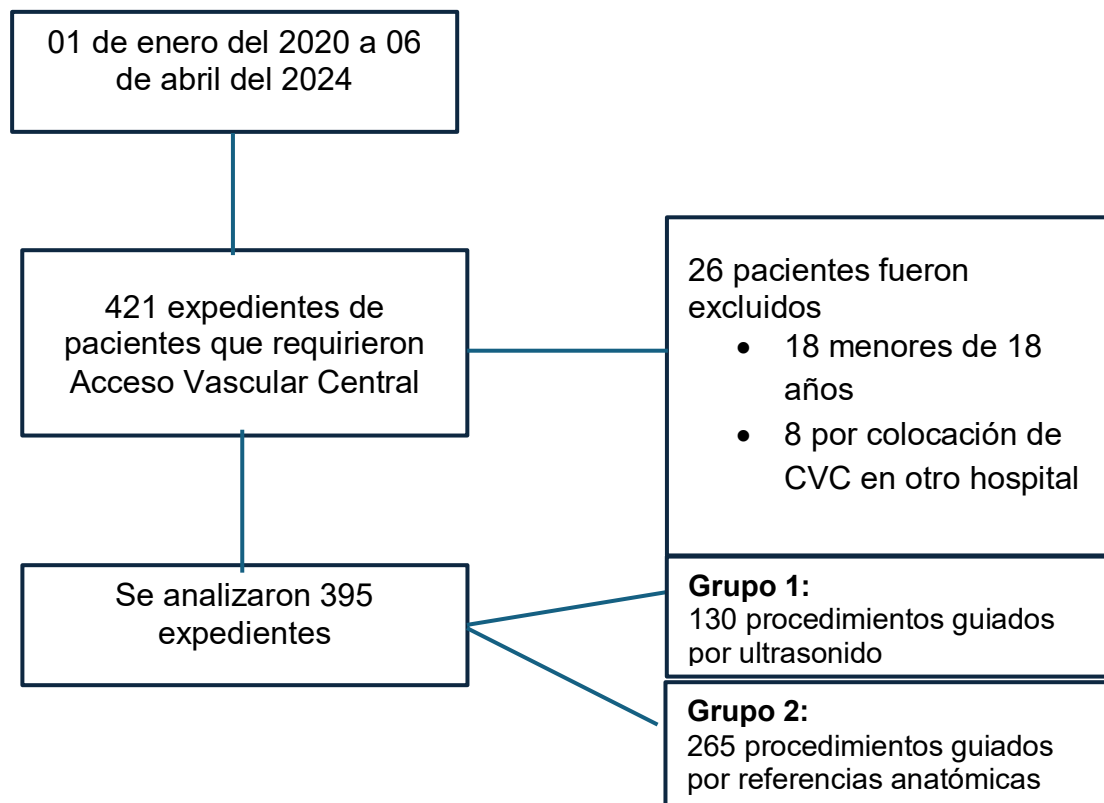 01 de enero del 2020 a 06
de abril del 2024
421 expedientes de
pacientes que requirieron
Acceso Vascular Central
26 pacientes fueron
excluidos
• 18 menores de 18
años
• 8 por colocación de
CVC en otro hospital
Se analizaron 395
expedientes
Grupo 1:
130 procedimientos guiados
por ultrasonido
Grupo 2:
265 procedimientos guiados
por referencias anatómicas